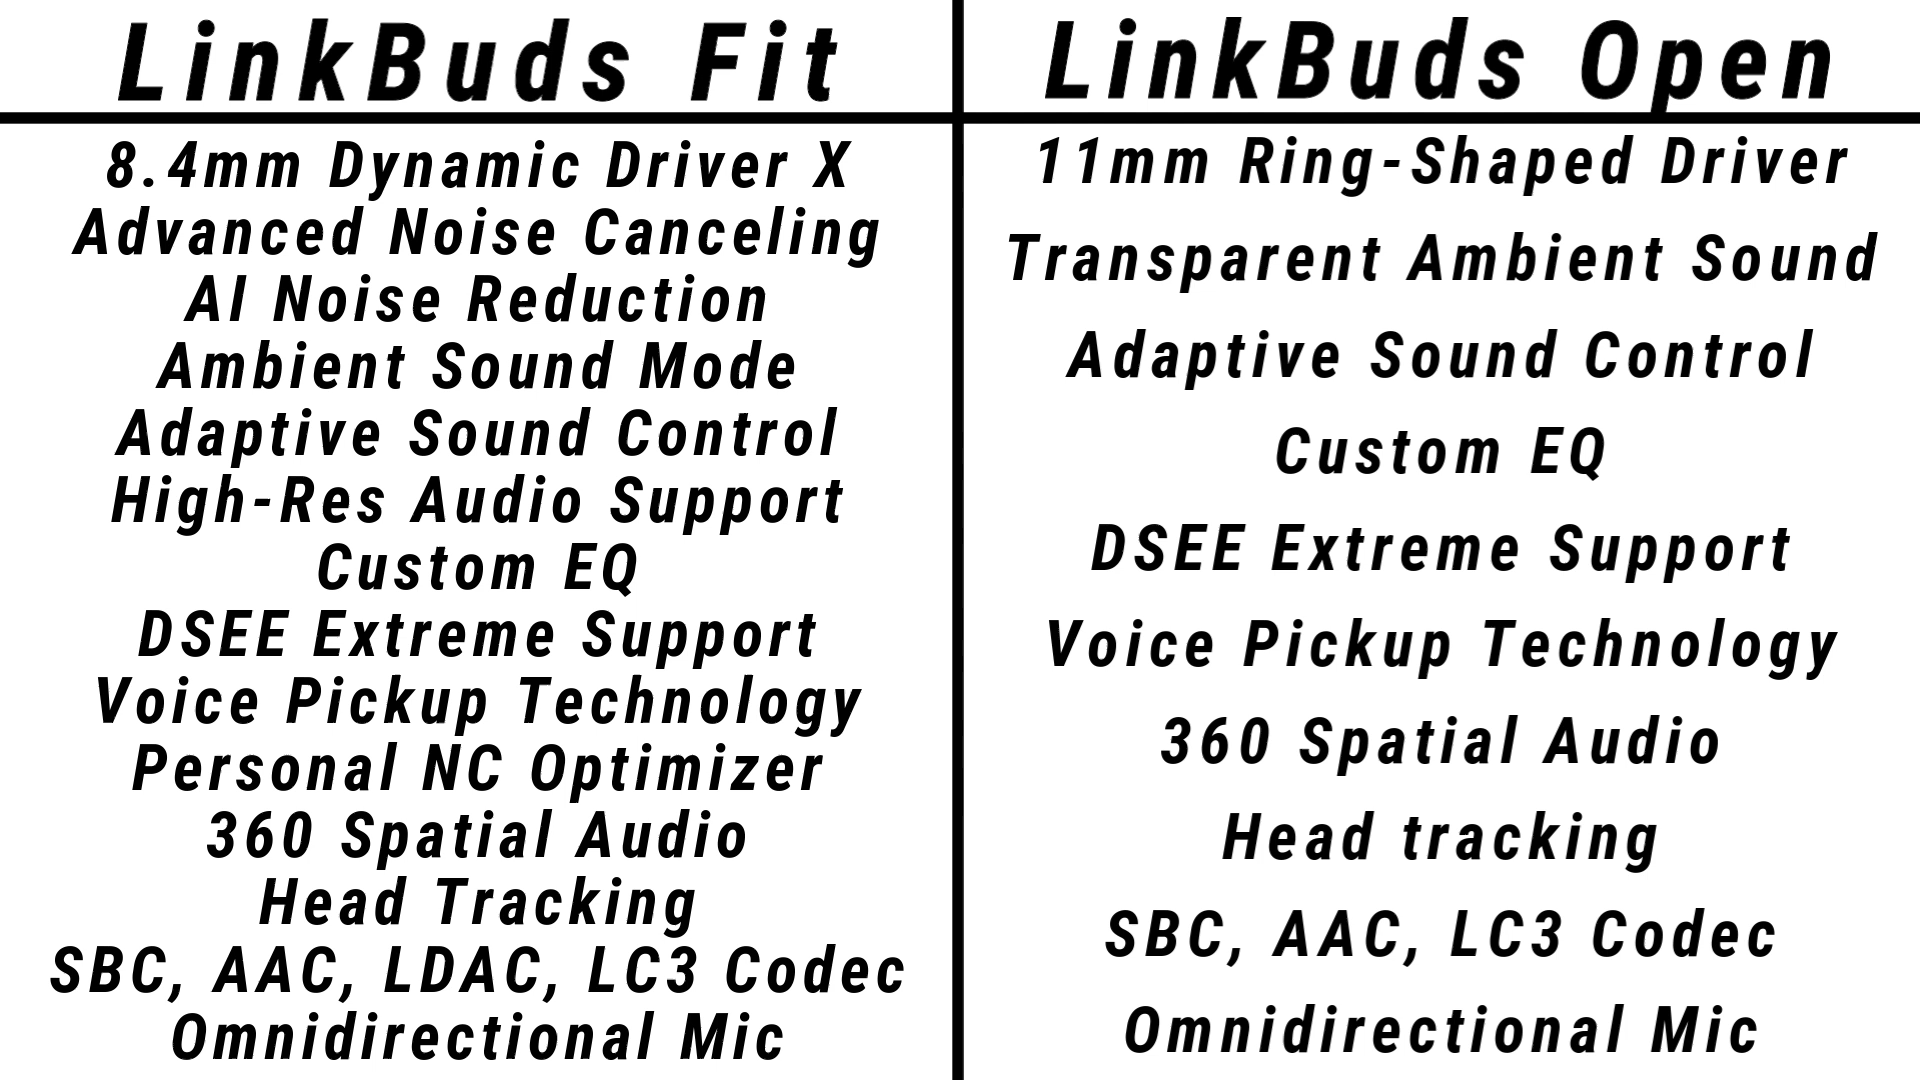 LinkBuds Fit
8.4mm Dynamic Driver X
Advanced Noise Canceling
AI Noise Reduction
Ambient Sound Mode
Adaptive Sound Control
High-Res Audio Support
Custom EQ
DSEE Extreme Support
Voice Pickup Technology
Personal NC Optimizer
360 Spatial Audio
Head Tracking
SBC, AAC, LDAC, LC3 Codec
Omnidirectional Mic
LinkBuds Open
11mm Ring-Shaped Driver
Transparent Ambient Sound
Adaptive Sound Control
Custom EQ
DSEE Extreme Support
Voice Pickup Technology
360 Spatial Audio
Head tracking
SBC, AAC, LC3 Codec
Omnidirectional Mic